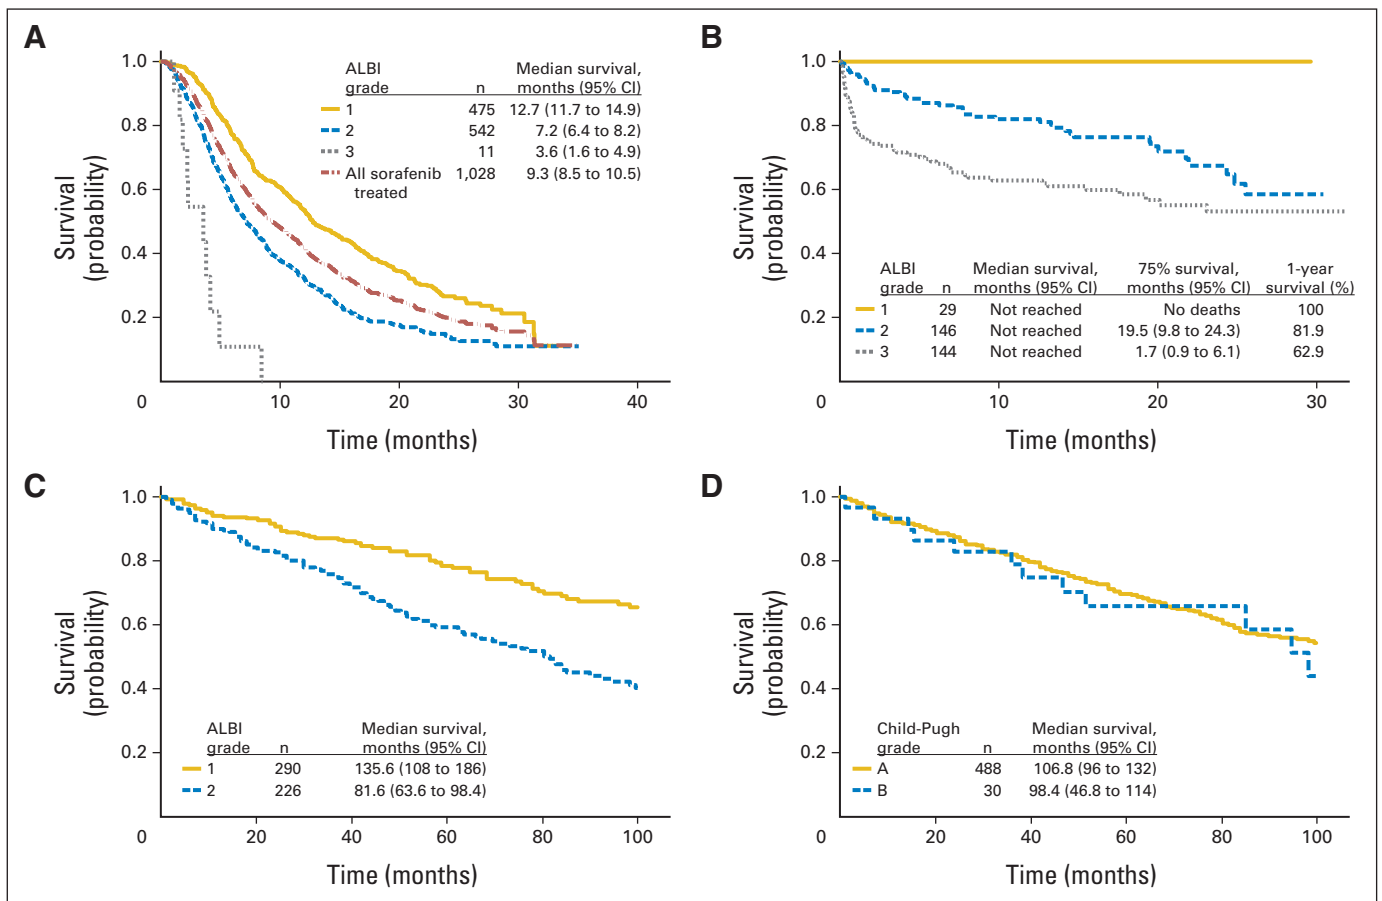 A
ALBI grade n Median survival, months (95% CI)
1 475 12.7 (11.7 to 14.9)
2 542 7.2 (6.4 to 8.2)
3 11 3.6 (1.6 to 4.9)
All sorafenib treated 1,028 9.3 (8.5 to 10.5)
Survival (probability)
1.0
0.8
0.6
0.4
0.2
0 10 20 30 40
Time (months)
B
Survival (probability)
1.0
0.8
0.6
0.4
0.2
ALBI grade n Median survival, months (95% CI) 75% survival, months (95% CI) 1-year survival (%)
1 29 Not reached No deaths 100
2 146 Not reached 19.5 (9.8 to 24.3) 81.9
3 144 Not reached 1.7 (0.9 to 6.1) 62.9
0 10 20 30
Time (months)
C
Survival (probability)
1.0
0.8
0.6
0.4
0.2
ALBI grade n Median survival, months (95% CI)
1 290 135.6 (108 to 186)
2 226 81.6 (63.6 to 98.4)
0 20 40 60 80 100
Time (months)
D
Survival (probability)
1.0
0.8
0.6
0.4
0.2
Child-Pugh grade n Median survival, months (95% CI)
A 488 106.8 (96 to 132)
B 30 98.4 (46.8 to 114)
0 20 40 60 80 100
Time (months)